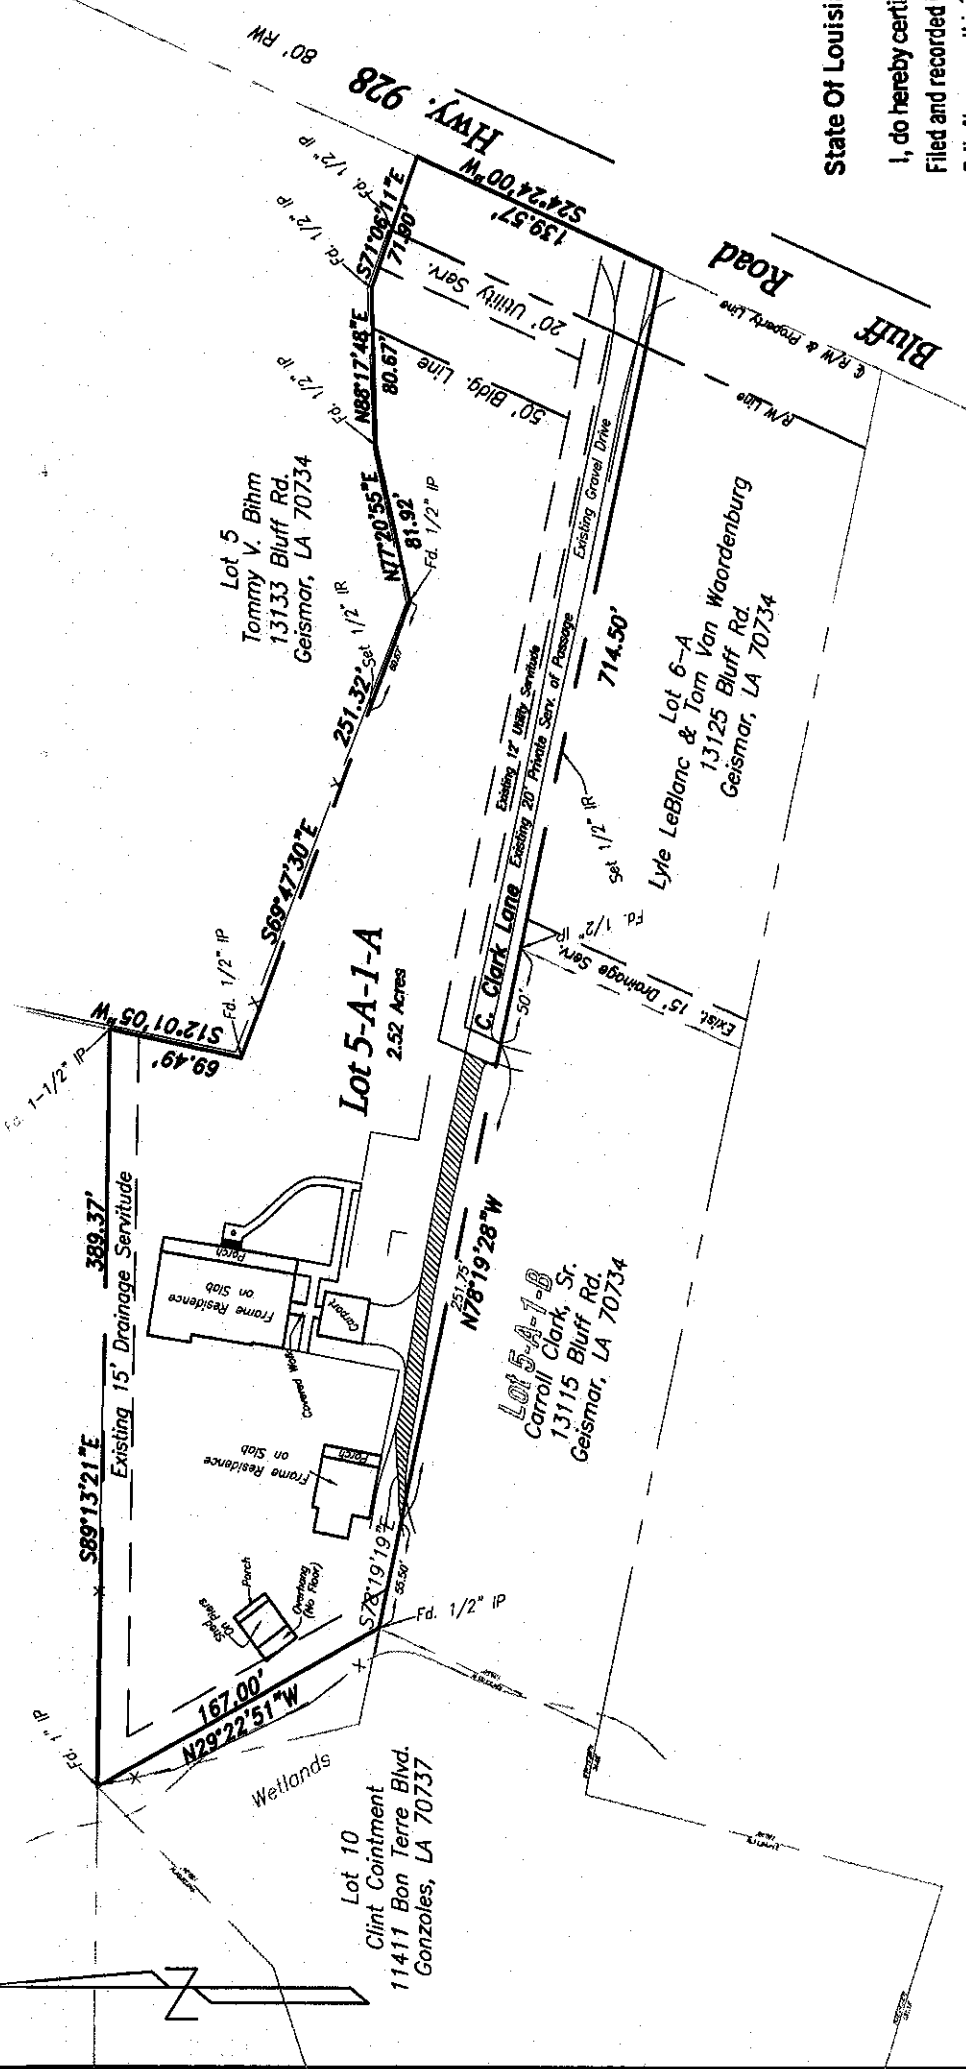 80' RW
Hwy. 928
Bluff Road
S24°24'00"W
139.57'
Fd. 1/2" IP
S71°06'11"E
71.90'
Fd. 1/2" IP
N88°17'48"E
80.67'
Fd. 1/2" IP
N77°20'55"E
81.92'
Fd. 1/2" IP
20' Utility Serv.
50' Bldg. Line
R/W Line
R/W & Property Line
State Of Louisi
I, do hereby certi
Filed and recorded
Lot 5
Tommy V. Bihm
13133 Bluff Rd.
Geismar, LA 70734
251.32'
Set 1/2" IR
S69°47'30"E
Fd. 1/2" IP
S12°01'05"W
69.49'
Fd. 1-1/2" IP
389.37'
S89°13'21"E
Existing 15' Drainage Servitude
Lot 5-A-1-A
2.52 Acres
Existing Gravel Drive
Existing 12' Utility Servitude
C. Clark Lane
Existing 20' Private Serv. of Passage
714.50'
Set 1/2" IR
Fd. 1/2" IP
50'
Exist. 15' Drainage Serv.
Lyle LeBlanc & Tom Van Waordenburg
Lot 6-A
13125 Bluff Rd.
Geismar, LA 70734
Frame Residence
on Slab
Porch
Carport
Covered Walk
Frame Residence
on Slab
Porch
Shed
On Piers
Porch
Overhang
(No Floor)
251.75'
N78°19'28"W
Lot 5-A-1-B
Carroll Clark, Sr.
13115 Bluff Rd.
Geismar, LA 70734
S78°19'19"E
55.50'
Fd. 1/2" IP
167.00'
N29°22'51"W
Fd. 1" IP
Wetlands
Lot 10
Clint Cointment
11411 Bon Terre Blvd.
Gonzoles, LA 70737